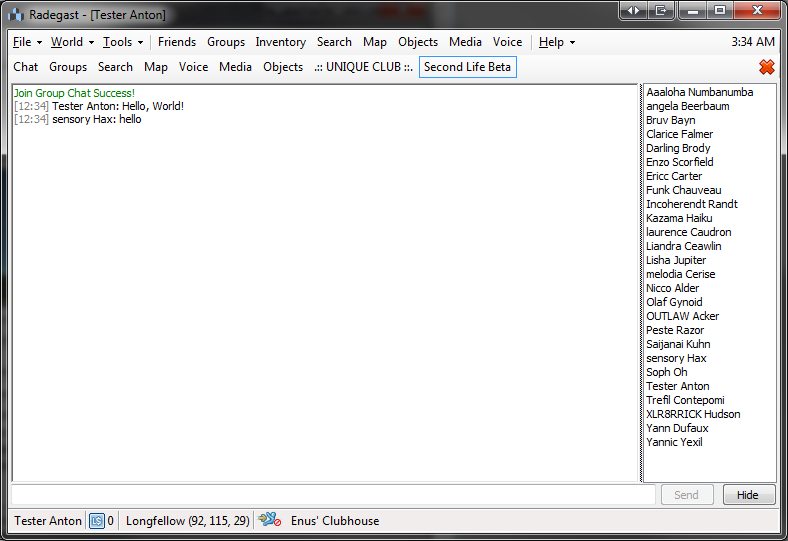 Radegast - [Tester Anton]
File World Tools Friends Groups Inventory Search Map Objects Media Voice Help 3:34 AM
Chat Groups Search Map Voice Media Objects .:: UNIQUE CLUB ::. Second Life Beta
Join Group Chat Success!
[12:34] Tester Anton: Hello, World!
[12:34] sensory Hax: hello
Aaaloha Numbanumba
angela Beerbaum
Bruv Bayn
Clarice Falmer
Darling Brody
Enzo Scorfield
Ericc Carter
Funk Chauveau
Incoherendt Randt
Kazama Haiku
laurence Caudron
Liandra Ceawlin
Lisha Jupiter
melodia Cerise
Nicco Alder
Olaf Gynoid
OUTLAW Acker
Peste Razor
Saijanai Kuhn
sensory Hax
Soph Oh
Tester Anton
Trefil Contepomi
XLR8RRICK Hudson
Yann Dufaux
Yannic Yexil
Send Hide
Tester Anton L$ 0 Longfellow (92, 115, 29) Enus' Clubhouse